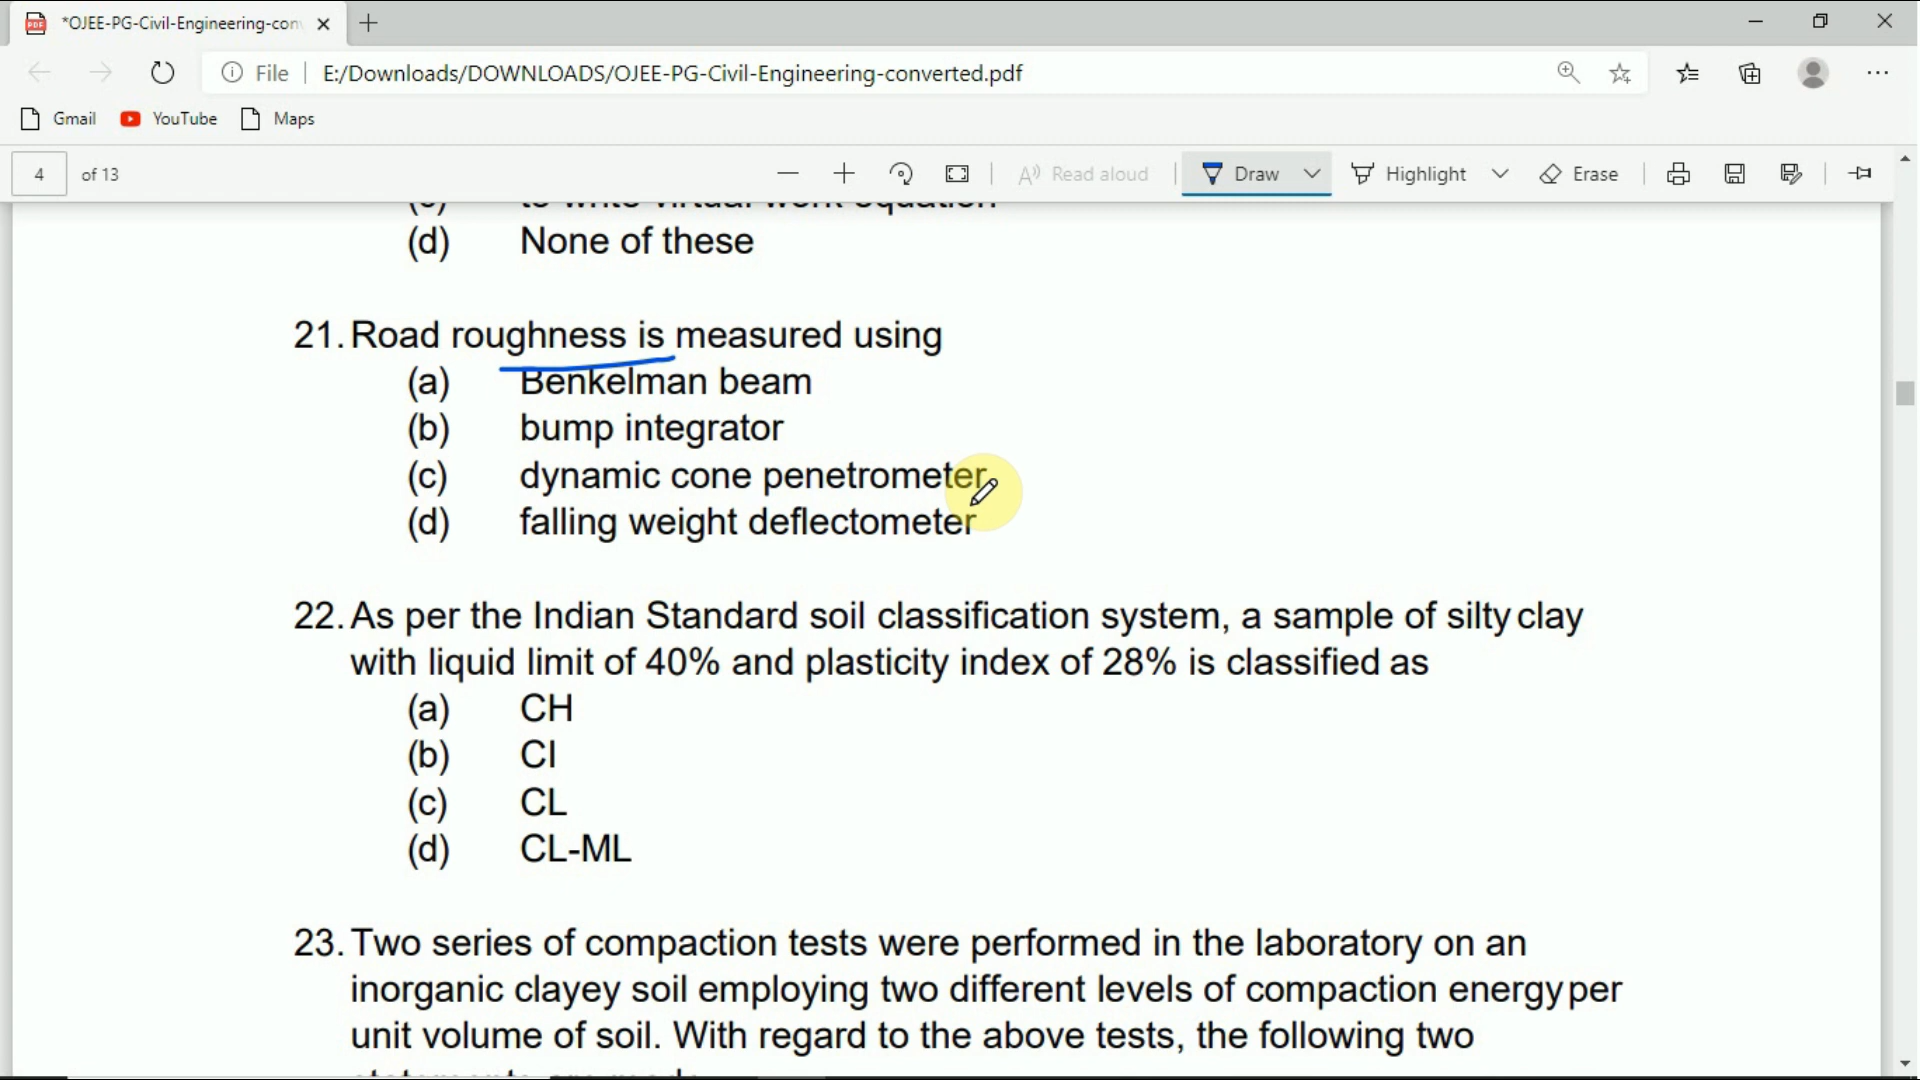 *OJEE-PG-Civil-Engineering-con
File
E:/Downloads/DOWNLOADS/OJEE-PG-Civil-Engineering-converted.pdf
Gmail
YouTube
Maps
4 of 13
Read aloud
Draw
Highlight
Erase
(c) to write virtual work equation
(d) None of these
21. Road roughness is measured using
(a) Benkelman beam
(b) bump integrator
(c) dynamic cone penetrometer
(d) falling weight deflectometer
22. As per the Indian Standard soil classification system, a sample of silty clay
with liquid limit of 40% and plasticity index of 28% is classified as
(a) CH
(b) CI
(c) CL
(d) CL-ML
23. Two series of compaction tests were performed in the laboratory on an
inorganic clayey soil employing two different levels of compaction energy per
unit volume of soil. With regard to the above tests, the following two